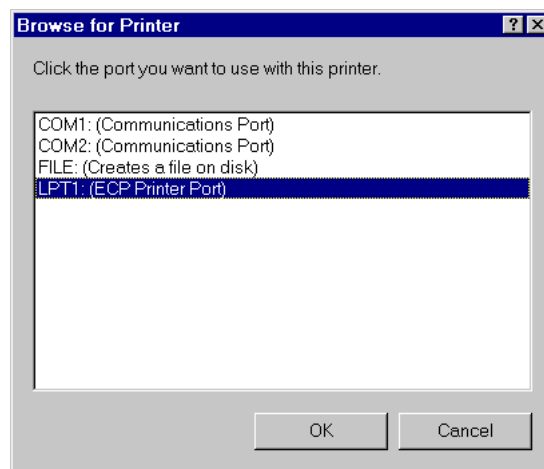 Browse for Printer
Click the port you want to use with this printer.
COM1: (Communications Port)
COM2: (Communications Port)
FILE: (Creates a file on disk)
LPT1: (ECP Printer Port)
OK Cancel